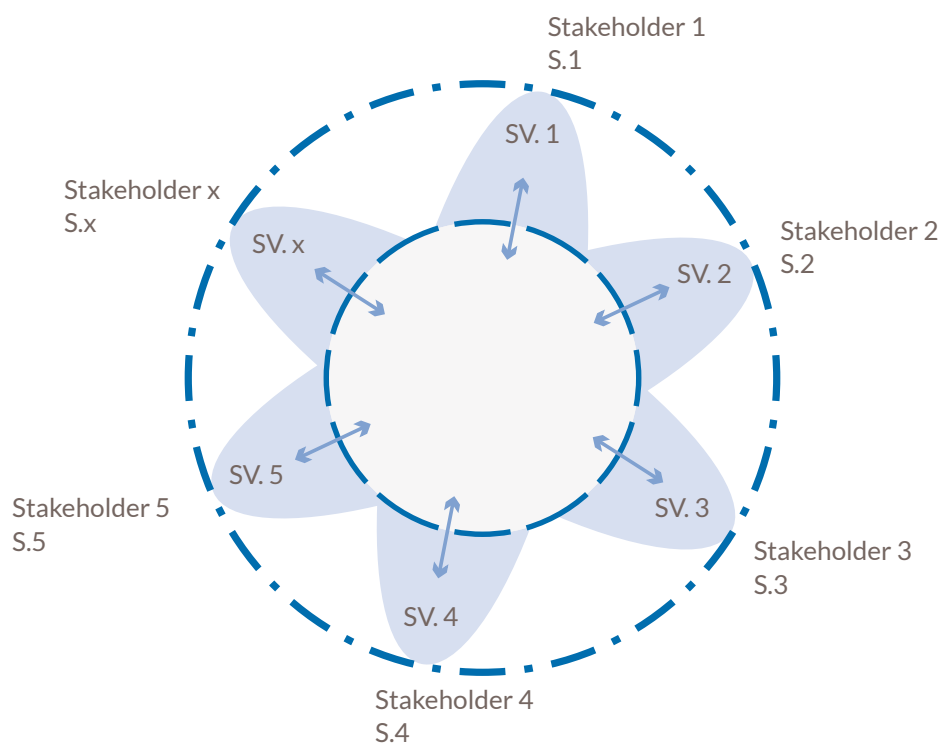 Stakeholder 1
S.1
SV. 1
Stakeholder x
S.x
SV. x
Stakeholder 2
S.2
SV. 2
SV. 5
Stakeholder 5
S.5
SV. 3
Stakeholder 3
S.3
SV. 4
Stakeholder 4
S.4